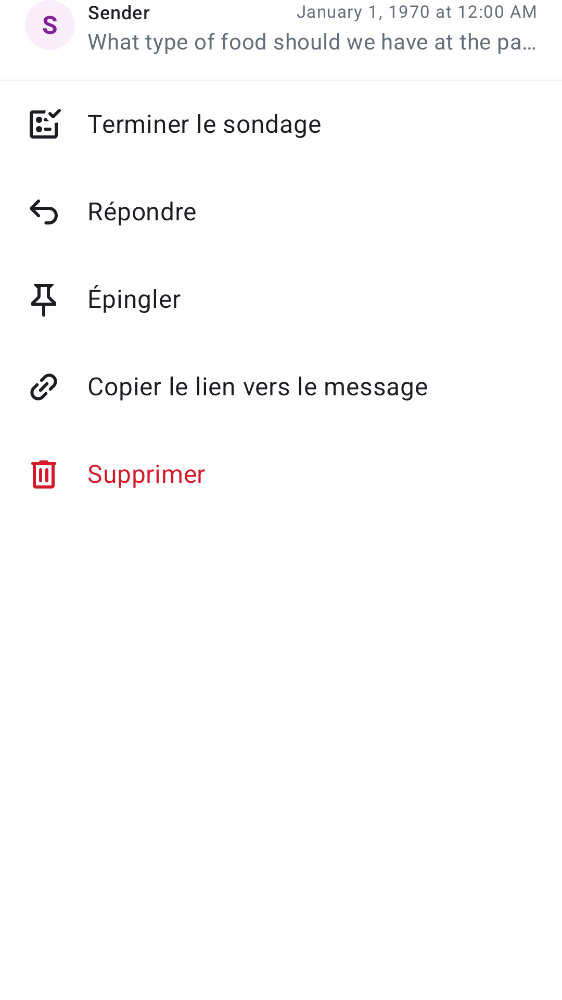 S
Sender
January 1, 1970 at 12:00 AM
What type of food should we have at the pa…
Terminer le sondage
Répondre
Épingler
Copier le lien vers le message
Supprimer